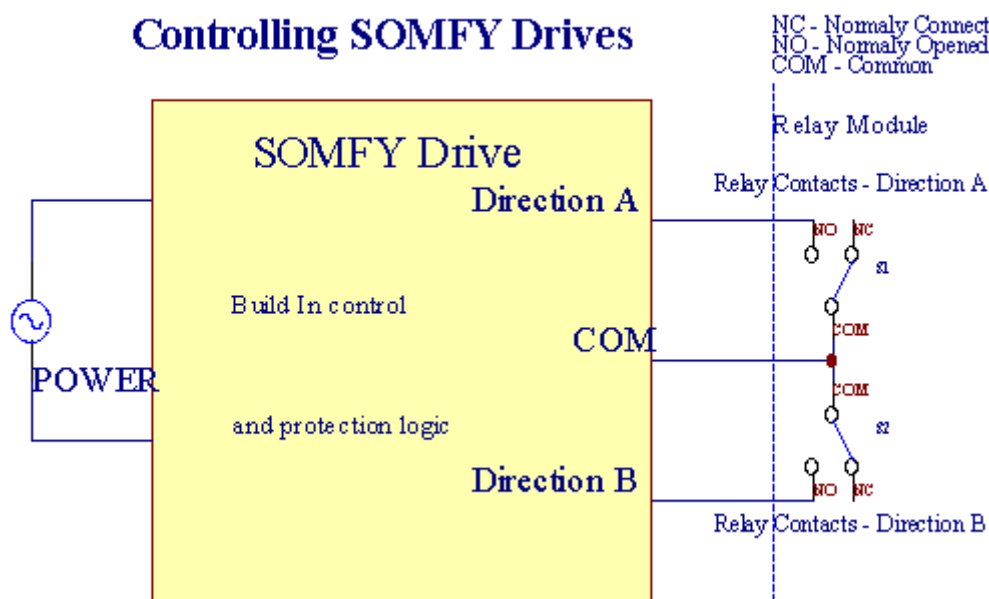 Controlling SOMFY Drives
NC - Normaly Connect
NO - Normaly Opened
COM - Common
Relay Module
SOMFY Drive
Relay Contacts - Direction A
Direction A
NO
NC
S1
Build In control
COM
COM
POWER
COM
and protection logic
S2
Direction B
NO
NC
Relay Contacts - Direction B